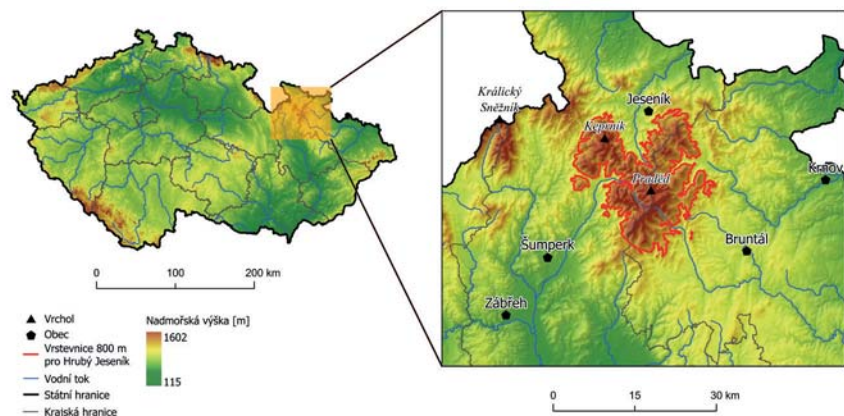 0 100 200 km
Vrchol
Obec
Vrstevnice 800 m
pro Hrubý Jeseník
Vodní tok
Státní hranice
Krajská hranice
Nadmořská výška [m]
1602
115
Králický
Sněžník
Jeseník
Keprník
Praděd
Krnov
Šumperk
Bruntál
Zábřeh
0 15 30 km